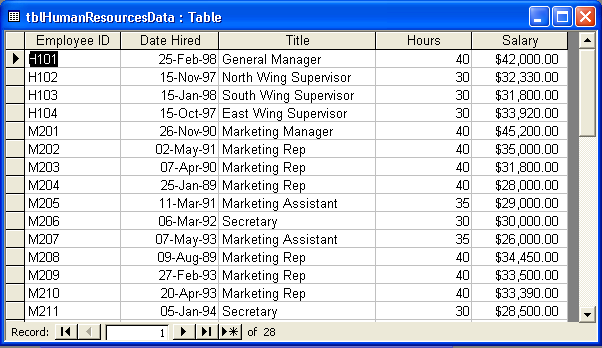 tblHumanResourcesData : Table
Employee ID Date Hired Title Hours Salary
H101 25-Feb-98 General Manager 40 $42,000.00
H102 15-Nov-97 North Wing Supervisor 30 $32,330.00
H103 15-Jan-98 South Wing Supervisor 30 $31,800.00
H104 15-Oct-97 East Wing Supervisor 30 $33,920.00
M201 26-Nov-90 Marketing Manager 40 $45,200.00
M202 02-May-91 Marketing Rep 40 $35,000.00
M203 07-Apr-90 Marketing Rep 40 $31,800.00
M204 25-Jan-89 Marketing Rep 40 $28,000.00
M205 11-Mar-91 Marketing Assistant 35 $29,000.00
M206 06-Mar-92 Secretary 30 $30,000.00
M207 07-May-93 Marketing Assistant 35 $26,000.00
M208 09-Aug-89 Marketing Rep 40 $34,450.00
M209 27-Feb-93 Marketing Rep 40 $33,500.00
M210 20-Apr-93 Marketing Rep 40 $33,390.00
M211 05-Jan-94 Secretary 30 $28,500.00
Record: 1 of 28